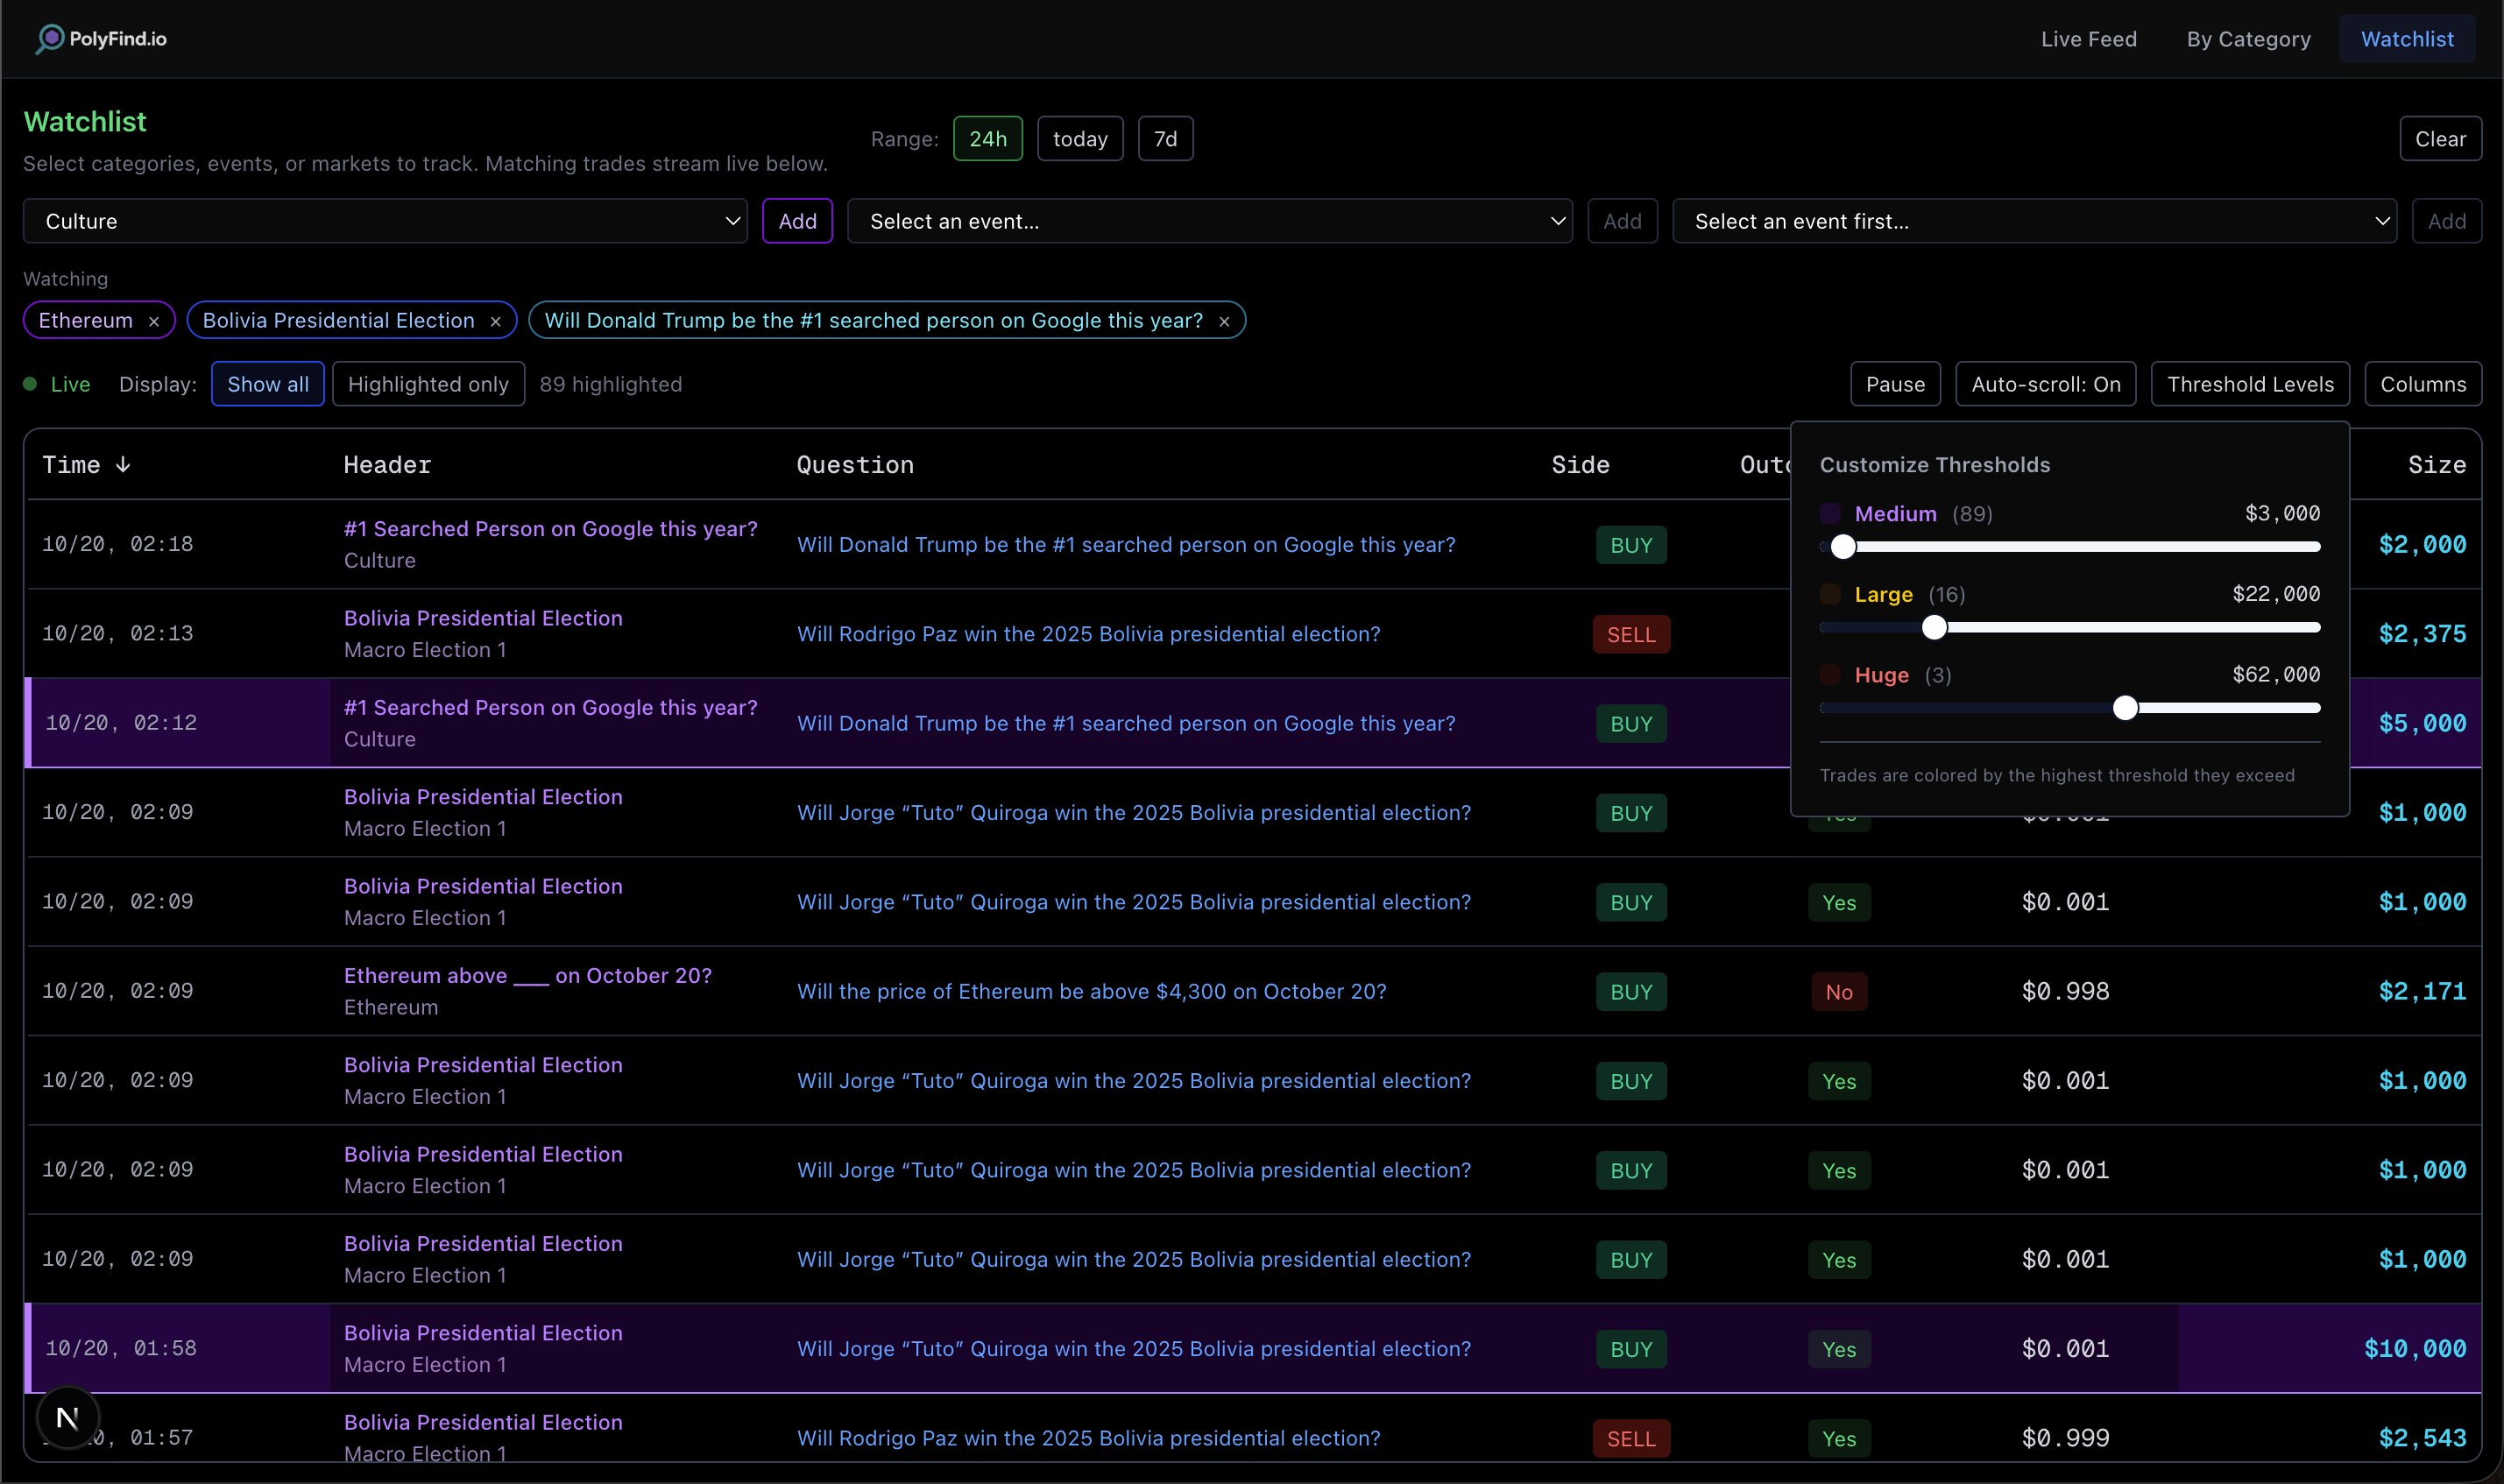 PolyFind.io
Live Feed By Category Watchlist
Watchlist
Select categories, events, or markets to track. Matching trades stream live below.
Range: 24h today 7d
Clear
Culture Add Select an event... Add Select an event first... Add
Watching
Ethereum × Bolivia Presidential Election × Will Donald Trump be the #1 searched person on Google this year? ×
Live Display: Show all Highlighted only 89 highlighted
Pause Auto-scroll: On Threshold Levels Columns
Time ↓ Header Question Side Size
Customize Thresholds
Medium (89) $3,000
Large (16) $22,000
Huge (3) $62,000
Trades are colored by the highest threshold they exceed
10/20, 02:18 #1 Searched Person on Google this year? Will Donald Trump be the #1 searched person on Google this year? BUY $2,000
Culture
10/20, 02:13 Bolivia Presidential Election Will Rodrigo Paz win the 2025 Bolivia presidential election? SELL $2,375
Macro Election 1
10/20, 02:12 #1 Searched Person on Google this year? Will Donald Trump be the #1 searched person on Google this year? BUY $5,000
Culture
10/20, 02:09 Bolivia Presidential Election Will Jorge “Tuto” Quiroga win the 2025 Bolivia presidential election? BUY $1,000
Macro Election 1
10/20, 02:09 Bolivia Presidential Election Will Jorge “Tuto” Quiroga win the 2025 Bolivia presidential election? BUY Yes $0.001 $1,000
Macro Election 1
10/20, 02:09 Ethereum above ___ on October 20? Will the price of Ethereum be above $4,300 on October 20? BUY No $0.998 $2,171
Ethereum
10/20, 02:09 Bolivia Presidential Election Will Jorge “Tuto” Quiroga win the 2025 Bolivia presidential election? BUY Yes $0.001 $1,000
Macro Election 1
10/20, 02:09 Bolivia Presidential Election Will Jorge “Tuto” Quiroga win the 2025 Bolivia presidential election? BUY Yes $0.001 $1,000
Macro Election 1
10/20, 02:09 Bolivia Presidential Election Will Jorge “Tuto” Quiroga win the 2025 Bolivia presidential election? BUY Yes $0.001 $1,000
Macro Election 1
10/20, 01:58 Bolivia Presidential Election Will Jorge “Tuto” Quiroga win the 2025 Bolivia presidential election? BUY Yes $0.001 $10,000
Macro Election 1
N
01:57 Bolivia Presidential Election Will Rodrigo Paz win the 2025 Bolivia presidential election? SELL Yes $0.999 $2,543
Macro Election 1